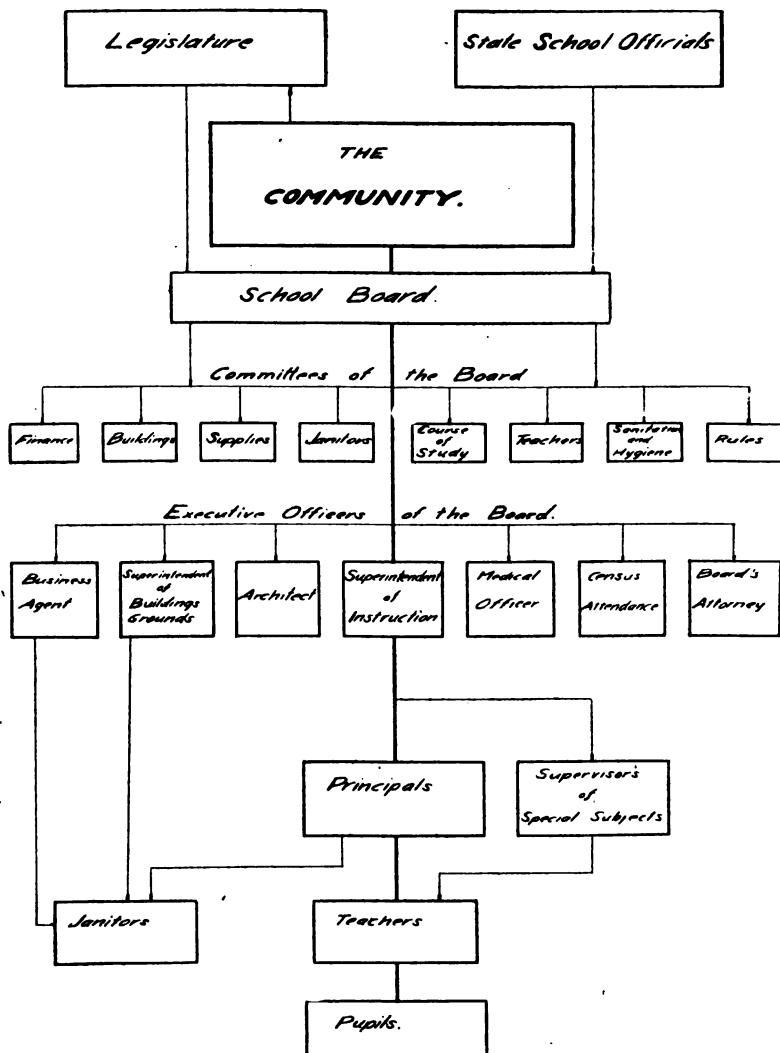 Legislature
State School Officials
THE
COMMUNITY.
School Board.
Committees of the Board
Finance
Buildings
Supplies
Janitors
Course
of
Study
Teachers
Sanitation
and
Hygiene
Rules
Executive Officers of the Board.
Business
Agent
Superintendent
of
Buildings
Grounds
Architect
Superintendent
of
Instruction
Medical
Officer
Census
Attendance
Board's
Attorney
Principals
Supervisor's
of
Special Subjects
Janitors
Teachers
Pupils.